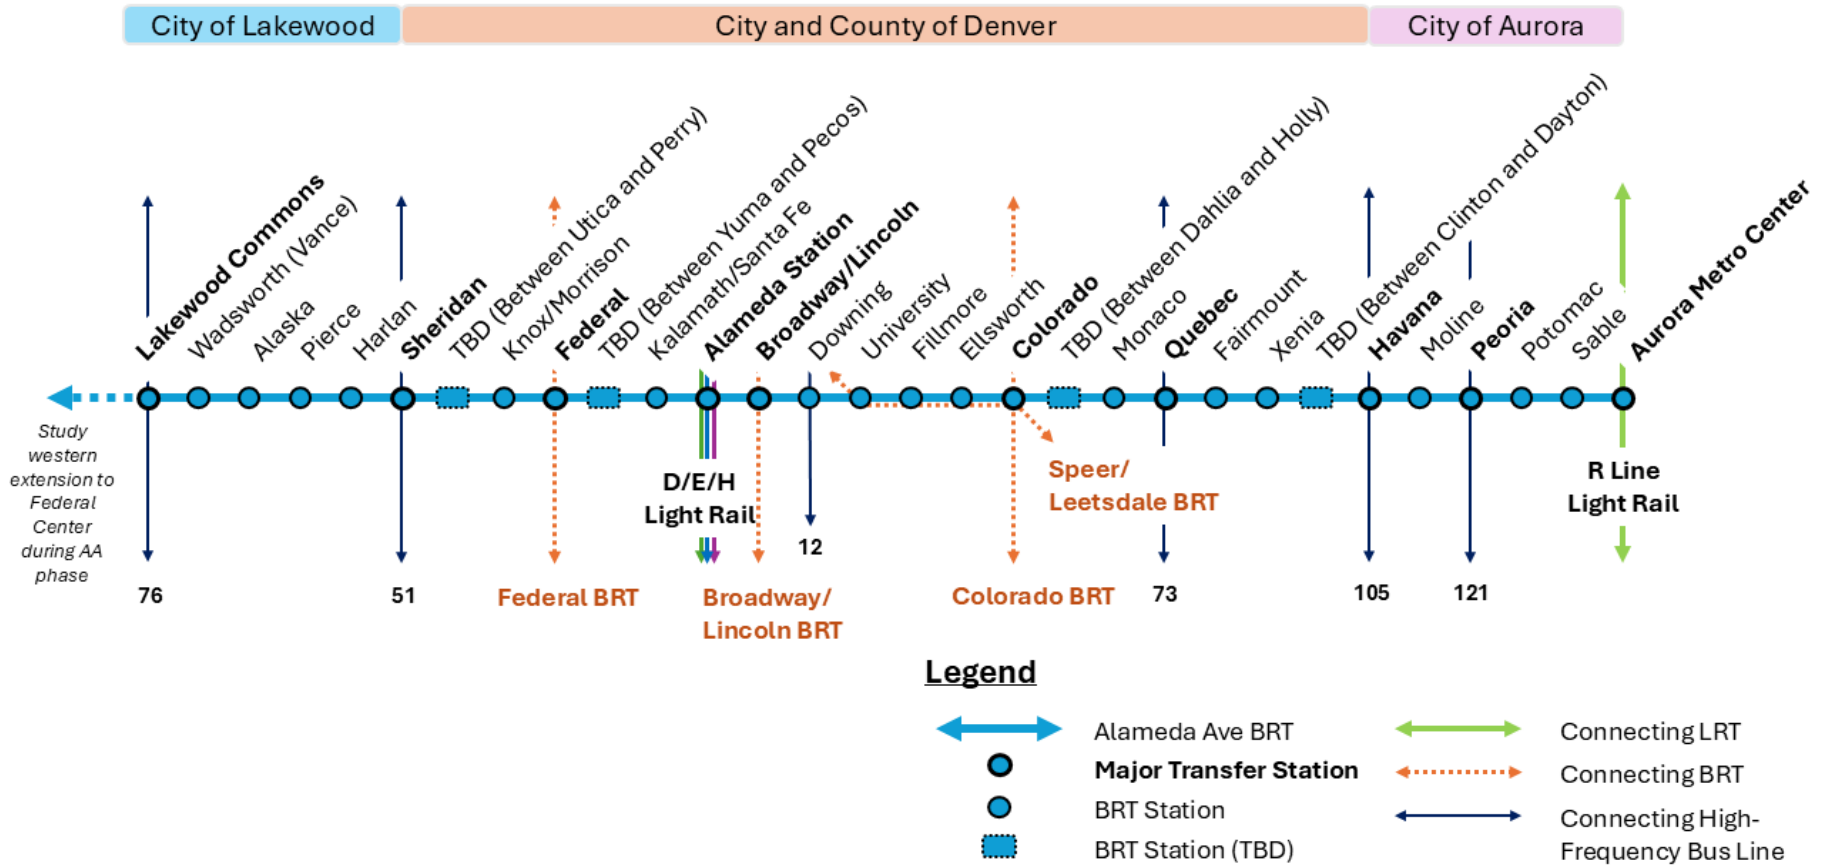 City of Lakewood
City and County of Denver
City of Aurora
Lakewood Commons
Wadsworth (Vance)
Alaska
Pierce
Harlan
Sheridan
TBD (Between Utica and Perry)
Knox/Morrison
Federal
TBD (Between Yuma and Pecos)
Kalamath/Santa Fe
Alameda Station
Broadway/Lincoln
Downing
University
Fillmore
Ellsworth
Colorado
TBD (Between Dahlia and Holly)
Monaco
Quebec
Fairmount
Xenia
TBD (Between Clinton and Dayton)
Havana
Moline
Peoria
Potomac
Sable
Aurora Metro Center
Study
western
extension to
Federal
Center
during AA
phase
D/E/H
Light Rail
Speer/
Leetsdale BRT
R Line
Light Rail
12
76
51
Federal BRT
Broadway/
Lincoln BRT
Colorado BRT
73
105
121
Legend
Alameda Ave BRT
Major Transfer Station
BRT Station
BRT Station (TBD)
Connecting LRT
Connecting BRT
Connecting High-
Frequency Bus Line